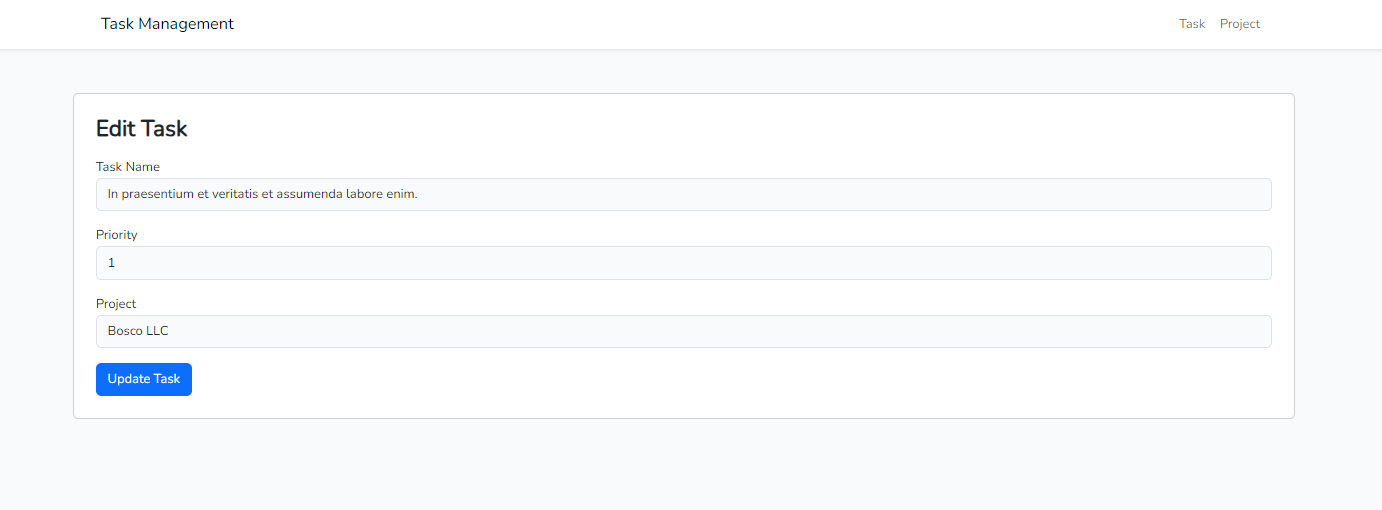 Task Management
Task Project
Edit Task
Task Name
In praesentium et veritatis et assumenda labore enim.
Priority
1
Project
Bosco LLC
Update Task